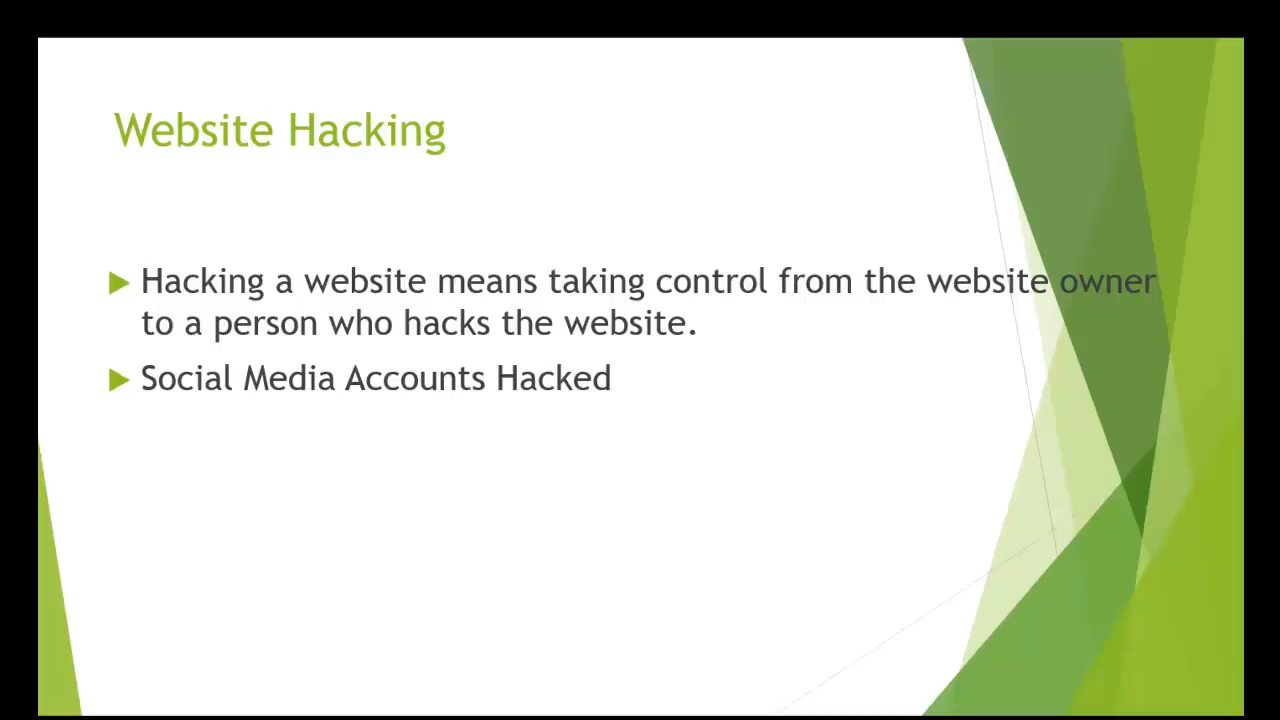 Website Hacking
Hacking a website means taking control from the website owner
to a person who hacks the website.
Social Media Accounts Hacked